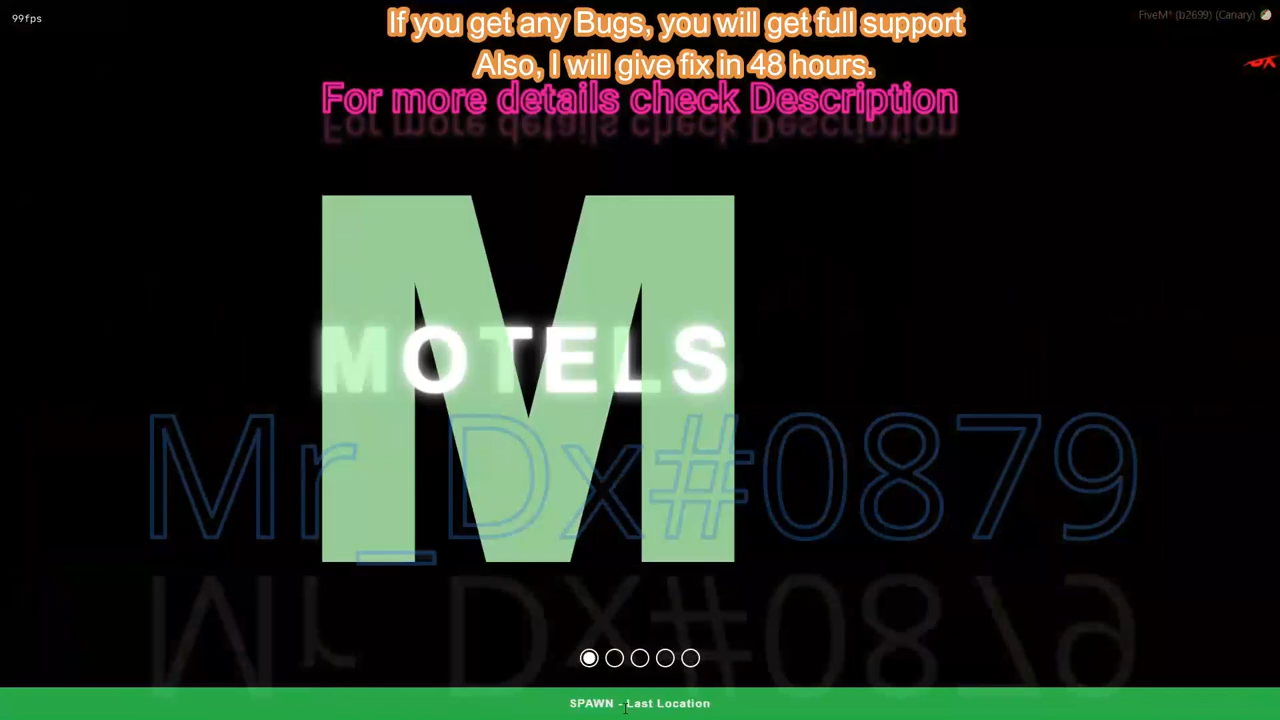 99fps
If you get any Bugs, you will get full support
FiveM* (b2699) (Canary)
Also, I will give fix in 48 hours.
For more details check Description
M
MOTELS
Mr_Dx#0879
SPAWN - Last Location